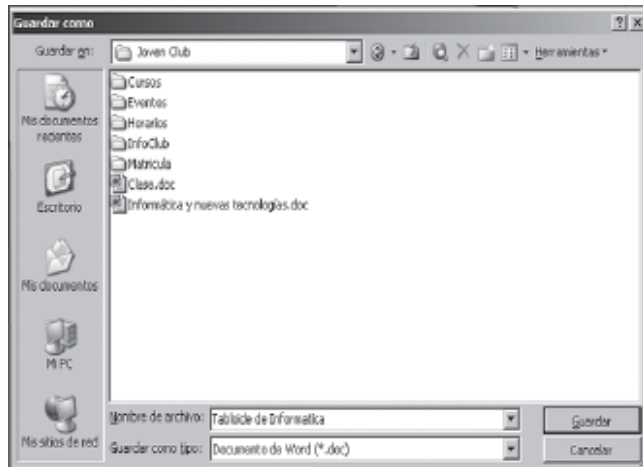 Guardar como
Guardar en: Joven Club Herramientas
Cursos
Eventos
Horarios
InfoClub
Matricula
Clase.doc
Informática y nuevas tecnologías.doc
Mis documentos
recientes
Escritorio
Mis documentos
Mi PC
Mis sitios de red
Nombre de archivo: Tabloide de Informatica Guardar
Guardar como tipo: Documento de Word (*.doc) Cancelar